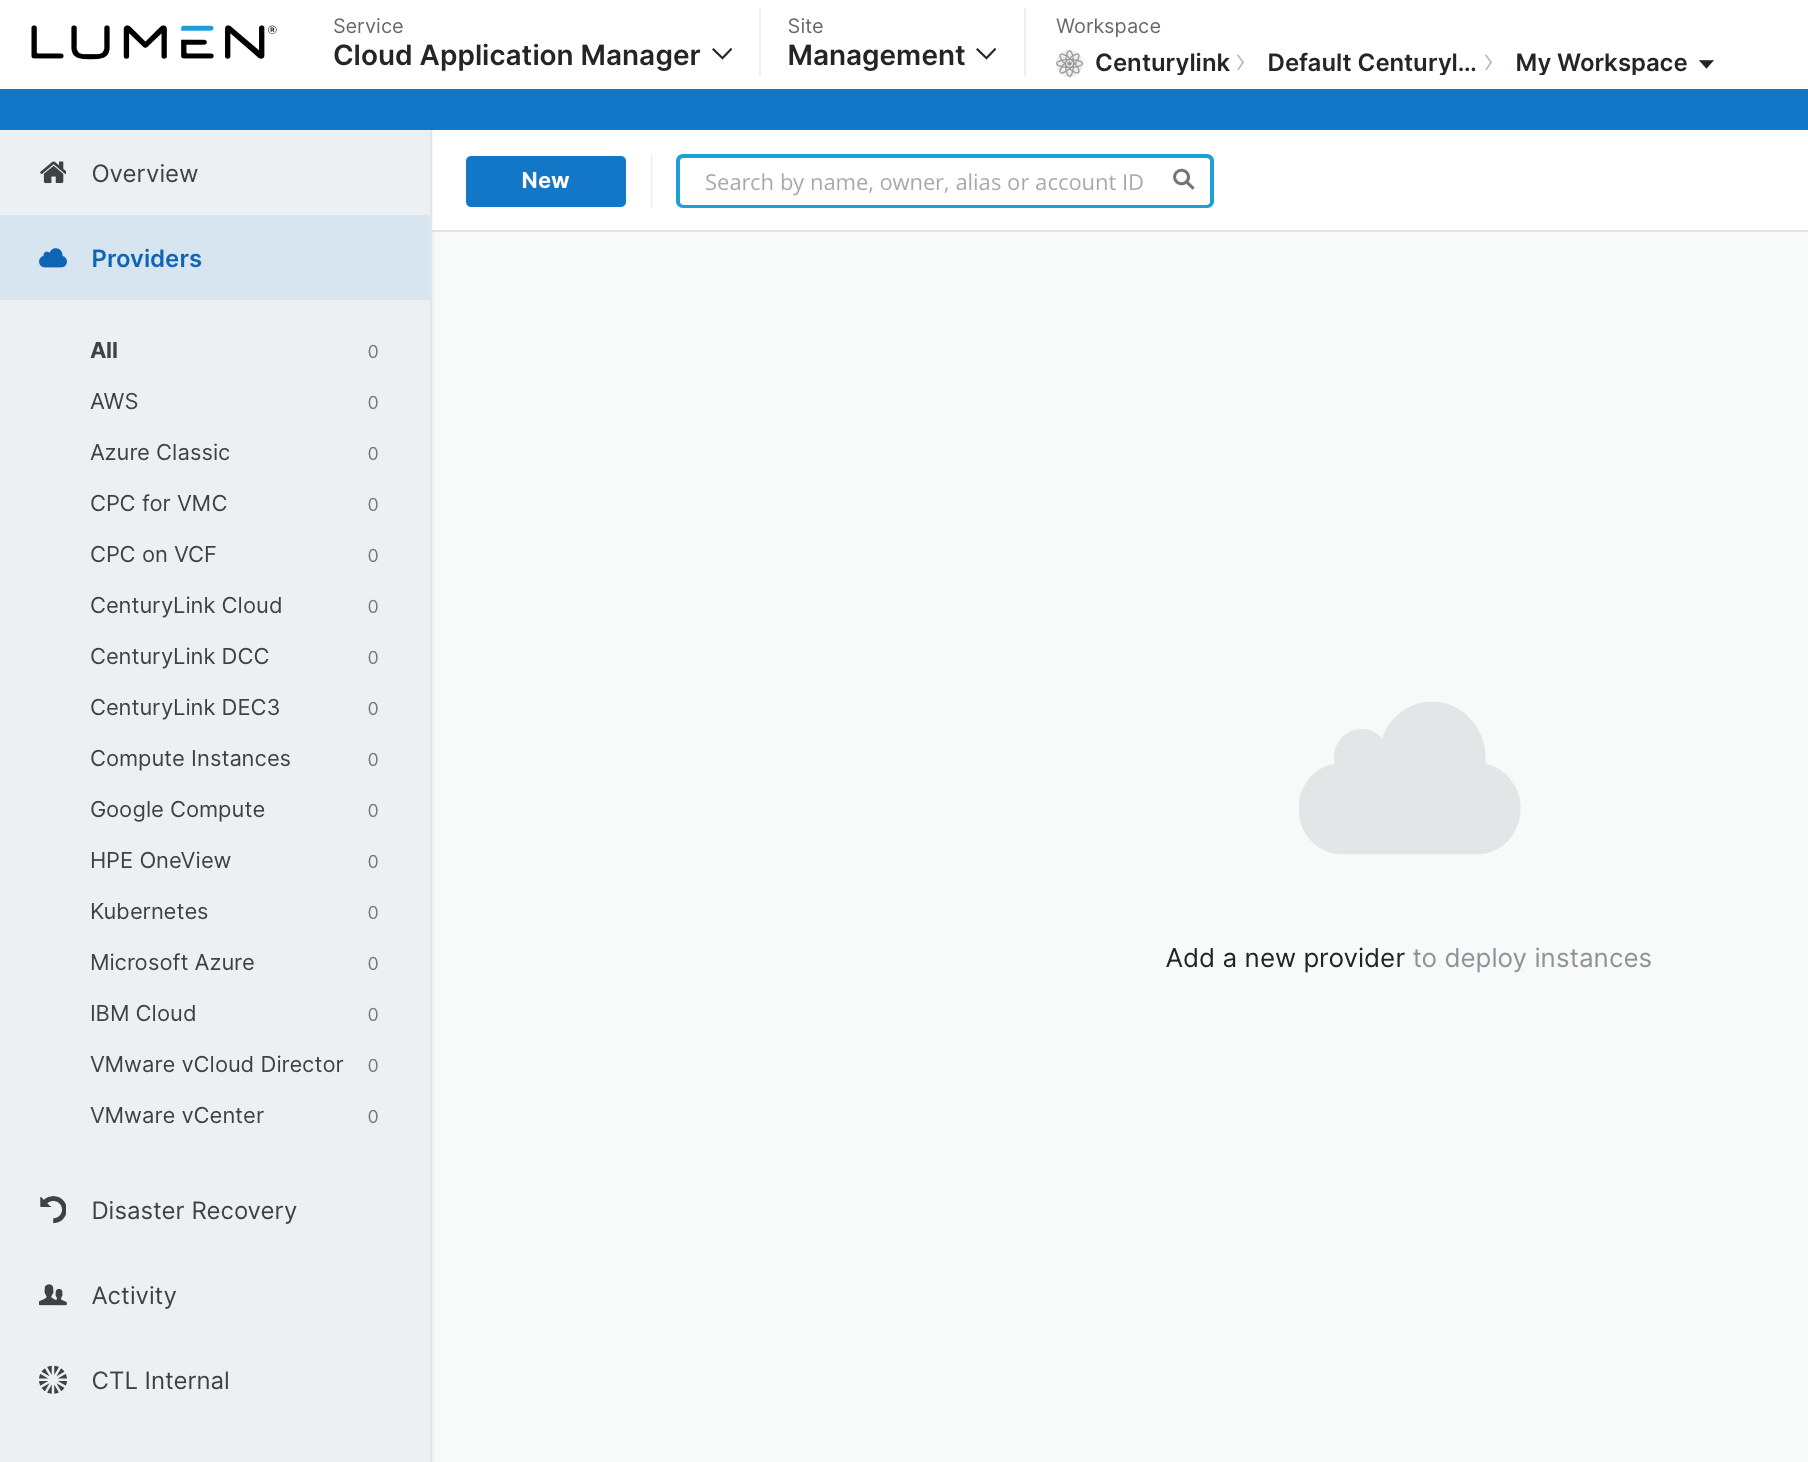 LUMEN®
Service
Cloud Application Manager
Site
Management
Workspace
Centurylink
Default Centuryl...
My Workspace
Overview
New
Search by name, owner, alias or account ID
Providers
All 0
AWS 0
Azure Classic 0
CPC for VMC 0
CPC on VCF 0
CenturyLink Cloud 0
CenturyLink DCC 0
CenturyLink DEC3 0
Compute Instances 0
Google Compute 0
HPE OneView 0
Kubernetes 0
Microsoft Azure 0
IBM Cloud 0
VMware vCloud Director 0
VMware vCenter 0
Disaster Recovery
Activity
CTL Internal
Add a new provider to deploy instances